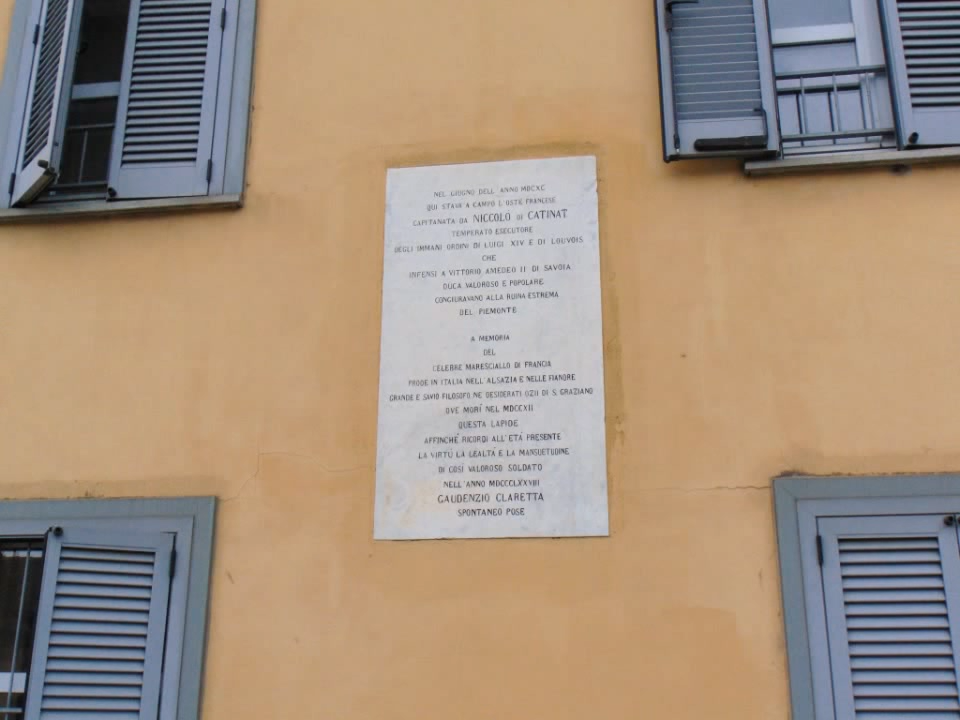 NEL GIUGNO DELL' ANNO MDCXC
QUI STAVA A CAMPO L'OSTE FRANCESE
CAPITANATA DA NICCOLÒ DI CATINAT
TEMPERATO ESECUTORE
DEGLI IMMANI ORDINI DI LUIGI XIV E DI LOUVOIS
CHE
INFENSI A VITTORIO AMEDEO II DI SAVOIA
DUCA VALOROSO E POPOLARE
CONGIURAVANO ALLA RUINA ESTREMA
DEL PIEMONTE
A MEMORIA
DEL
CELEBRE MARESCIALLO DI FRANCIA
PRODE IN ITALIA NELL'ALSAZIA E NELLE FIANDRE
GRANDE E SAVIO FILOSOFO NE' DESIDERATI OZII DI S. GRAZIANO
OVE MORÌ NEL MDCCXII
QUESTA LAPIDE
AFFINCHÈ RICORDI ALL'ETÀ PRESENTE
LA VIRTÙ LA LEALTÀ E LA MANSUETUDINE
DI COSÌ VALOROSO SOLDATO
NELL'ANNO MDCCCLXXVIII
GAUDENZIO CLARETTA
SPONTANEO POSE